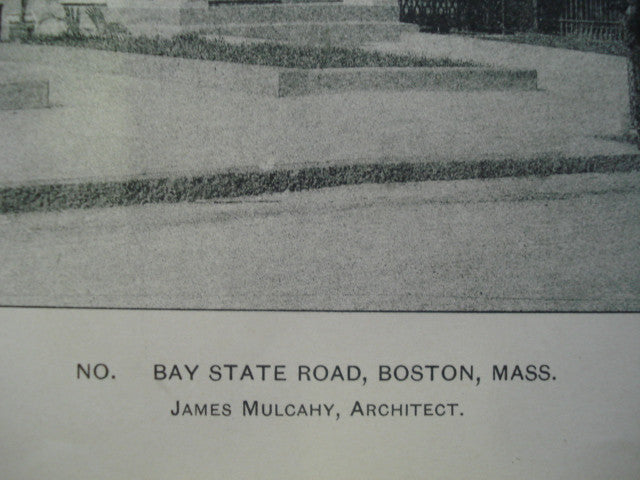 NO. BAY STATE ROAD, BOSTON, MASS.
JAMES MULCAHY, ARCHITECT.